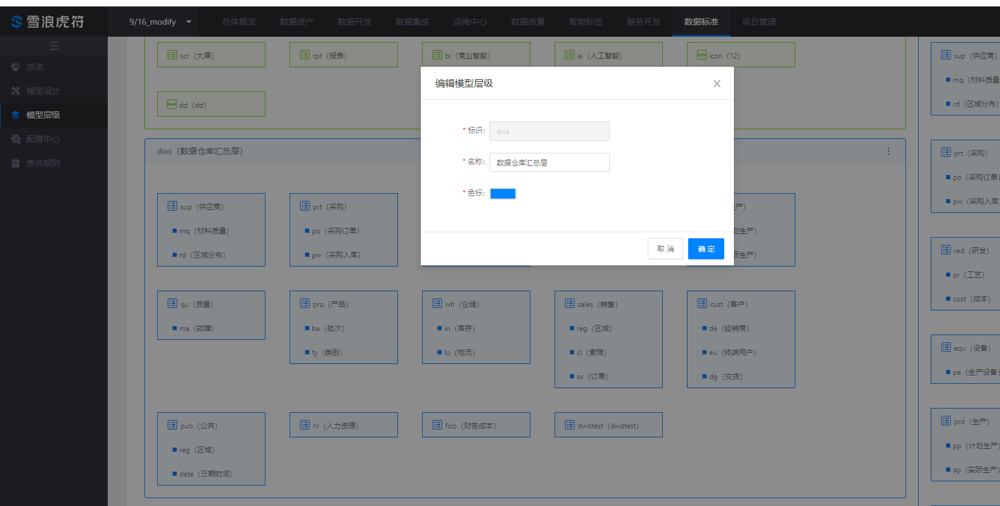 雪浪虎符
9/16_modify
总体概览
数据资产
数据开发
数据集成
运维中心
数据质量
智能标签
服务开发
数据标准
项目管理
总览
模型设计
模型层级
配置中心
表名规则
scr（大屏）
rpt（报表）
bi（商业智能）
ai（人工智能）
icon（12）
dd（dd）
dws（数据仓库汇总层）
sup（供应商）
mq（材料质量）
rd（区域分布）
prt（采购）
po（采购订单）
pw（采购入库）
产）
划生产）
际生产）
qu（质量）
ma（故障）
pro（产品）
ba（批次）
ty（类别）
wh（仓储）
in（库存）
lo（物流）
sales（销售）
reg（区域）
cl（索赔）
or（订单）
cust（客户）
de（经销商）
eu（终端用户）
dg（交货）
pub（公共）
reg（区域）
date（日期时间）
hr（人力资源）
fico（财务成本）
dwdtest（dwdtest）
编辑模型层级
* 标识：
dws
* 名称：
数据仓库汇总层
* 色标：
取 消
确 定
sup（供应商）
mq（材料质量
rd（区域分布）
prt（采购）
po（采购订单）
pw（采购入库）
red（研发）
pr（工艺）
cost（成本）
equ（设备）
pe（生产设备）
prd（生产）
pp（计划生产）
ap（实际生产）